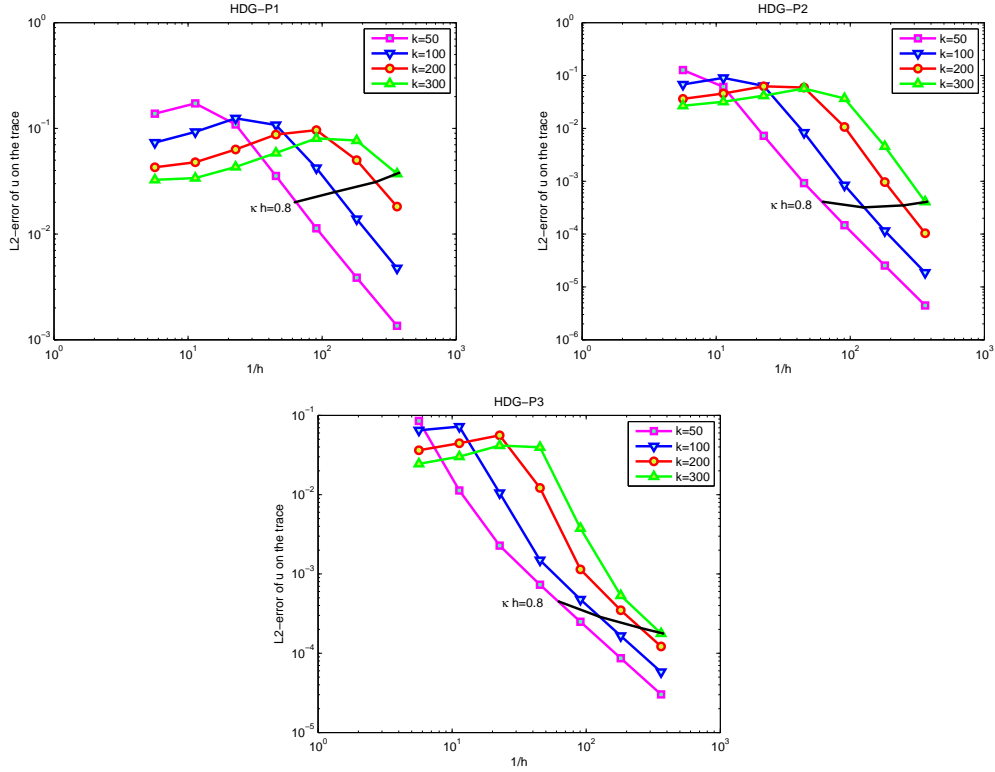 HDG−P1
L2−error of u on the trace
10^0
10^−1
10^−2
10^−3
10^0
10^1
10^2
10^3
1/h
κ h=0.8
k=50
k=100
k=200
k=300
HDG−P2
L2−error of u on the trace
10^0
10^−1
10^−2
10^−3
10^−4
10^−5
10^−6
10^0
10^1
10^2
10^3
1/h
κ h=0.8
k=50
k=100
k=200
k=300
HDG−P3
L2−error of u on the trace
10^−1
10^−2
10^−3
10^−4
10^−5
10^0
10^1
10^2
10^3
1/h
κ h=0.8
k=50
k=100
k=200
k=300